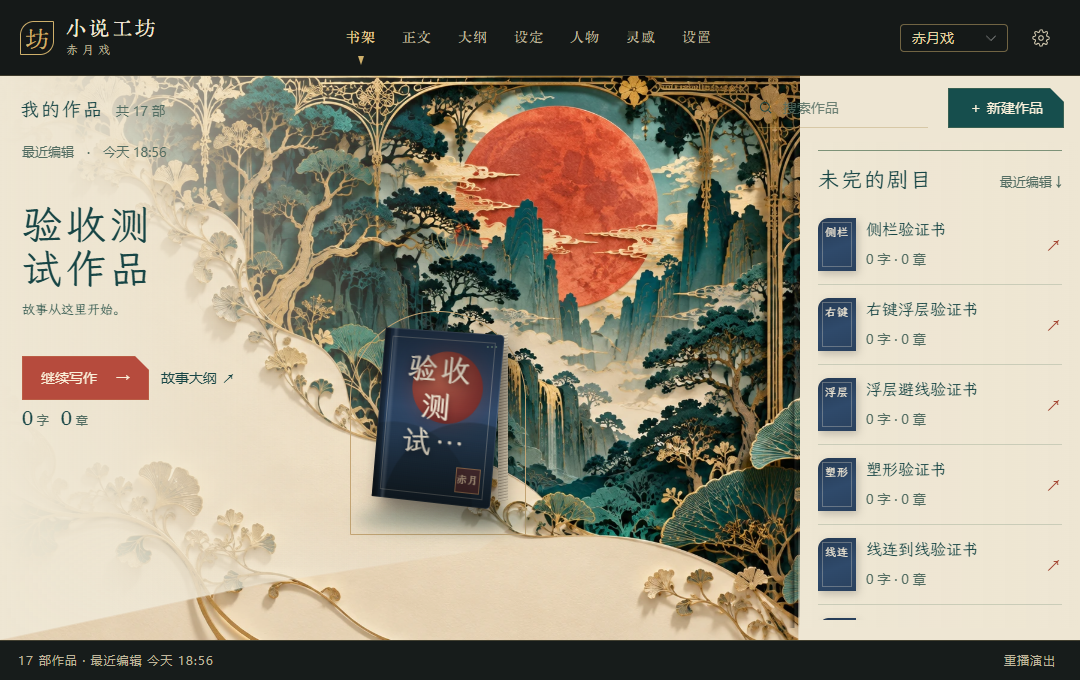 坊
小说工坊
赤月戏
书架 正文 大纲 设定 人物 灵感 设置
赤月戏
我的作品 共 17 部
搜索作品
+ 新建作品
最近编辑 · 今天 18:56
验收测
试作品
故事从这里开始。
继续写作 →
故事大纲 ↗
0 字 0 章
验收
测
试…
赤月
未完的剧目
最近编辑 ↓
侧栏
侧栏验证书
0 字 · 0 章
右键
右键浮层验证书
0 字 · 0 章
浮层
浮层避线验证书
0 字 · 0 章
塑形
塑形验证书
0 字 · 0 章
线连
线连到线验证书
0 字 · 0 章
17 部作品 · 最近编辑 今天 18:56
重播演出